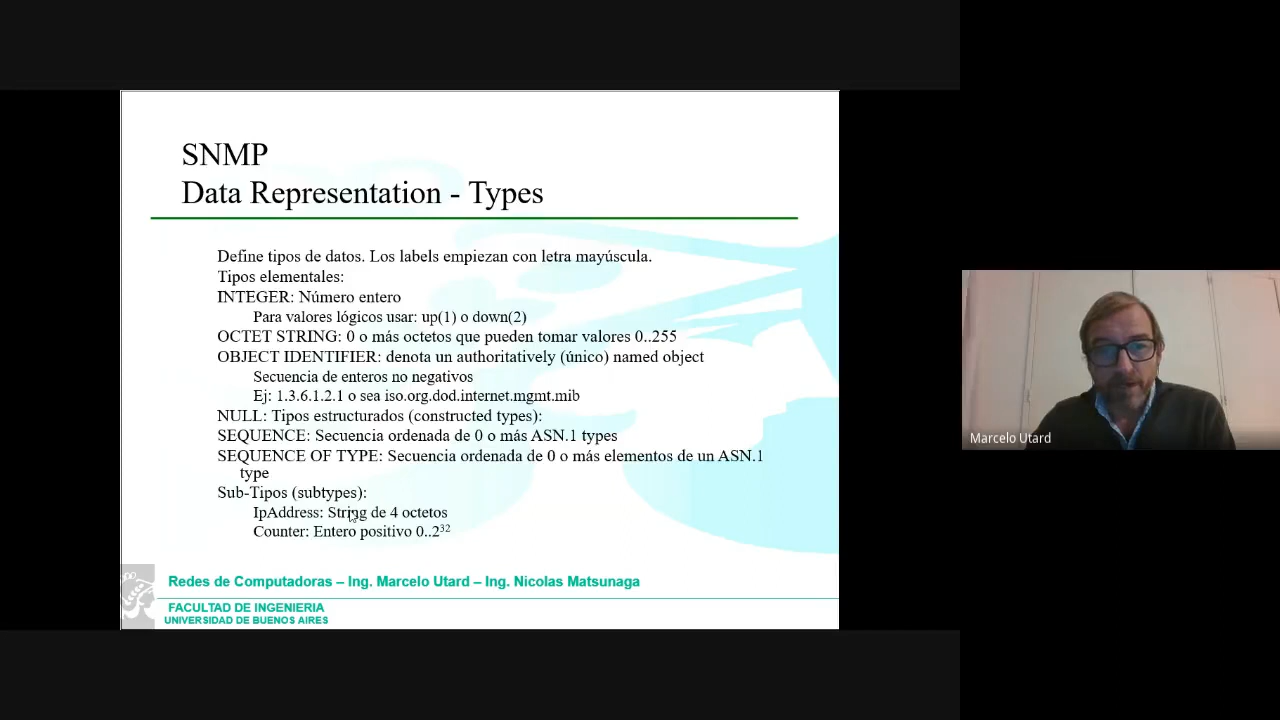 SNMP
Data Representation - Types
Define tipos de datos. Los labels empiezan con letra mayúscula.
Tipos elementales:
INTEGER: Número entero
Para valores lógicos usar: up(1) o down(2)
OCTET STRING: 0 o más octetos que pueden tomar valores 0..255
OBJECT IDENTIFIER: denota un authoritatively (único) named object
Secuencia de enteros no negativos
Ej: 1.3.6.1.2.1 o sea iso.org.dod.internet.mgmt.mib
NULL: Tipos estructurados (constructed types):
SEQUENCE: Secuencia ordenada de 0 o más ASN.1 types
SEQUENCE OF TYPE: Secuencia ordenada de 0 o más elementos de un ASN.1
type
Sub-Tipos (subtypes):
IpAddress: String de 4 octetos
Counter: Entero positivo 0..2³²
Redes de Computadoras – Ing. Marcelo Utard – Ing. Nicolas Matsunaga
FACULTAD DE INGENIERIA
UNIVERSIDAD DE BUENOS AIRES
Marcelo Utard